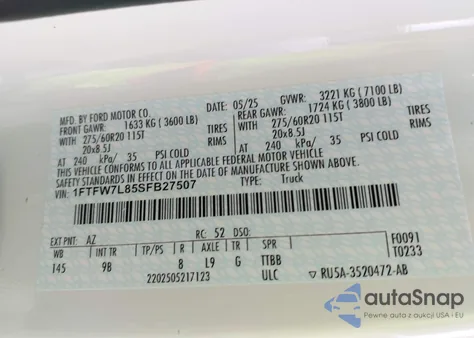 MFD. BY FORD MOTOR CO.
DATE: 05/25 GVWR: 3221 KG ( 7100 LB)
FRONT GAWR: 1633 KG ( 3600 LB) REAR GAWR: 1724 KG ( 3800 LB)
WITH 275/60R20 115T TIRES WITH 275/60R20 115T TIRES
20x8.5J RIMS 20x8.5J RIMS
AT 240 kPa/ 35 PSI COLD AT 240 kPa/ 35 PSI COLD
THIS VEHICLE CONFORMS TO ALL APPLICABLE FEDERAL MOTOR VEHICLE
SAFETY STANDARDS IN EFFECT ON THE DATE OF MANUFACTURE SHOWN ABOVE.
VIN: 1FTFW7L85SFB27507 TYPE: Truck
EXT PNT: AZ RC: 52 DSO: F0091
INT TR TP/PS R AXLE TR SPR T0233
145 9B 8 L9 G TTBB
2202505217123 ULC ▽ RU5A-3520472-AB
autoSnap
Pewne auta z aukcji USA i EU